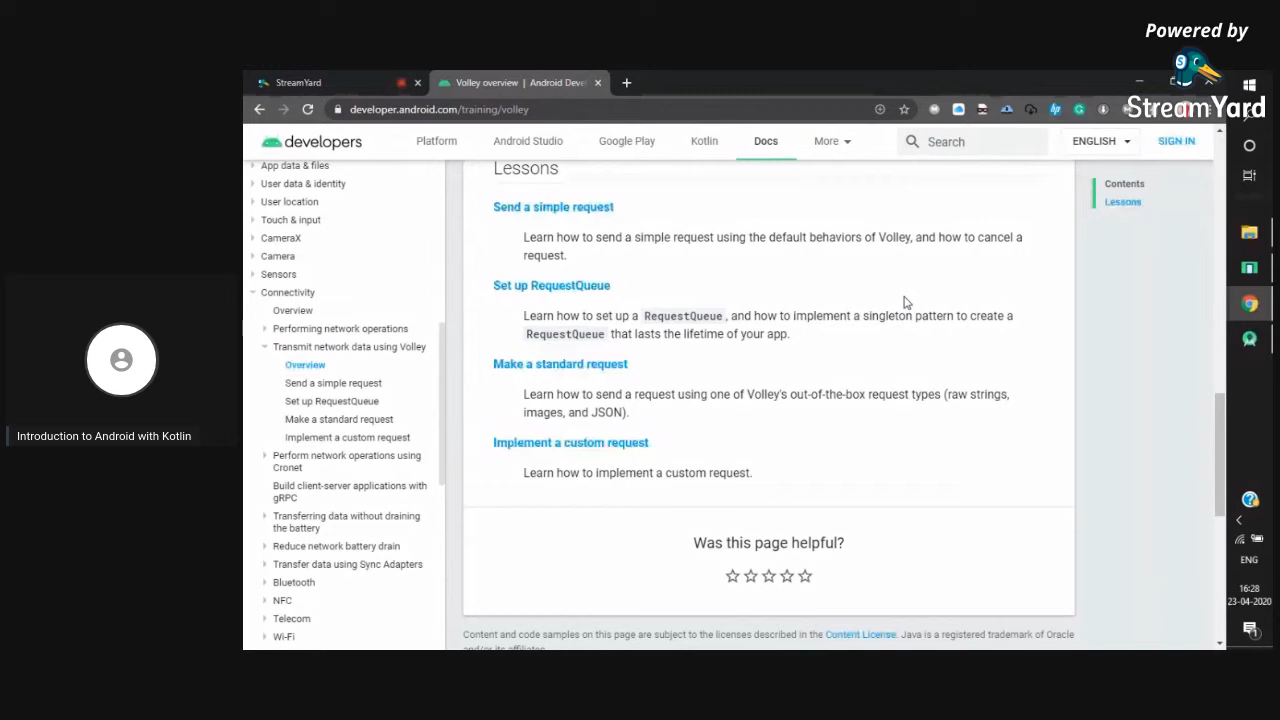 Powered by
StreamYard
StreamYard
Volley overview | Android Deve
developer.android.com/training/volley
developers
Platform
Android Studio
Google Play
Kotlin
Docs
More
Search
ENGLISH
SIGN IN
App data & files
User data & identity
User location
Touch & input
CameraX
Camera
Sensors
Connectivity
Overview
Performing network operations
Transmit network data using Volley
Overview
Send a simple request
Set up RequestQueue
Make a standard request
Implement a custom request
Perform network operations using
Cronet
Build client-server applications with
gRPC
Transferring data without draining
the battery
Reduce network battery drain
Transfer data using Sync Adapters
Bluetooth
NFC
Telecom
Wi-Fi
Lessons
Send a simple request
Learn how to send a simple request using the default behaviors of Volley, and how to cancel a
request.
Set up RequestQueue
Learn how to set up a RequestQueue, and how to implement a singleton pattern to create a
RequestQueue that lasts the lifetime of your app.
Make a standard request
Learn how to send a request using one of Volley's out-of-the-box request types (raw strings,
images, and JSON).
Implement a custom request
Learn how to implement a custom request.
Was this page helpful?
Content and code samples on this page are subject to the licenses described in the Content License. Java is a registered trademark of Oracle
and/or its affiliates.
Contents
Lessons
Introduction to Android with Kotlin
ENG
16:28
23-04-2020